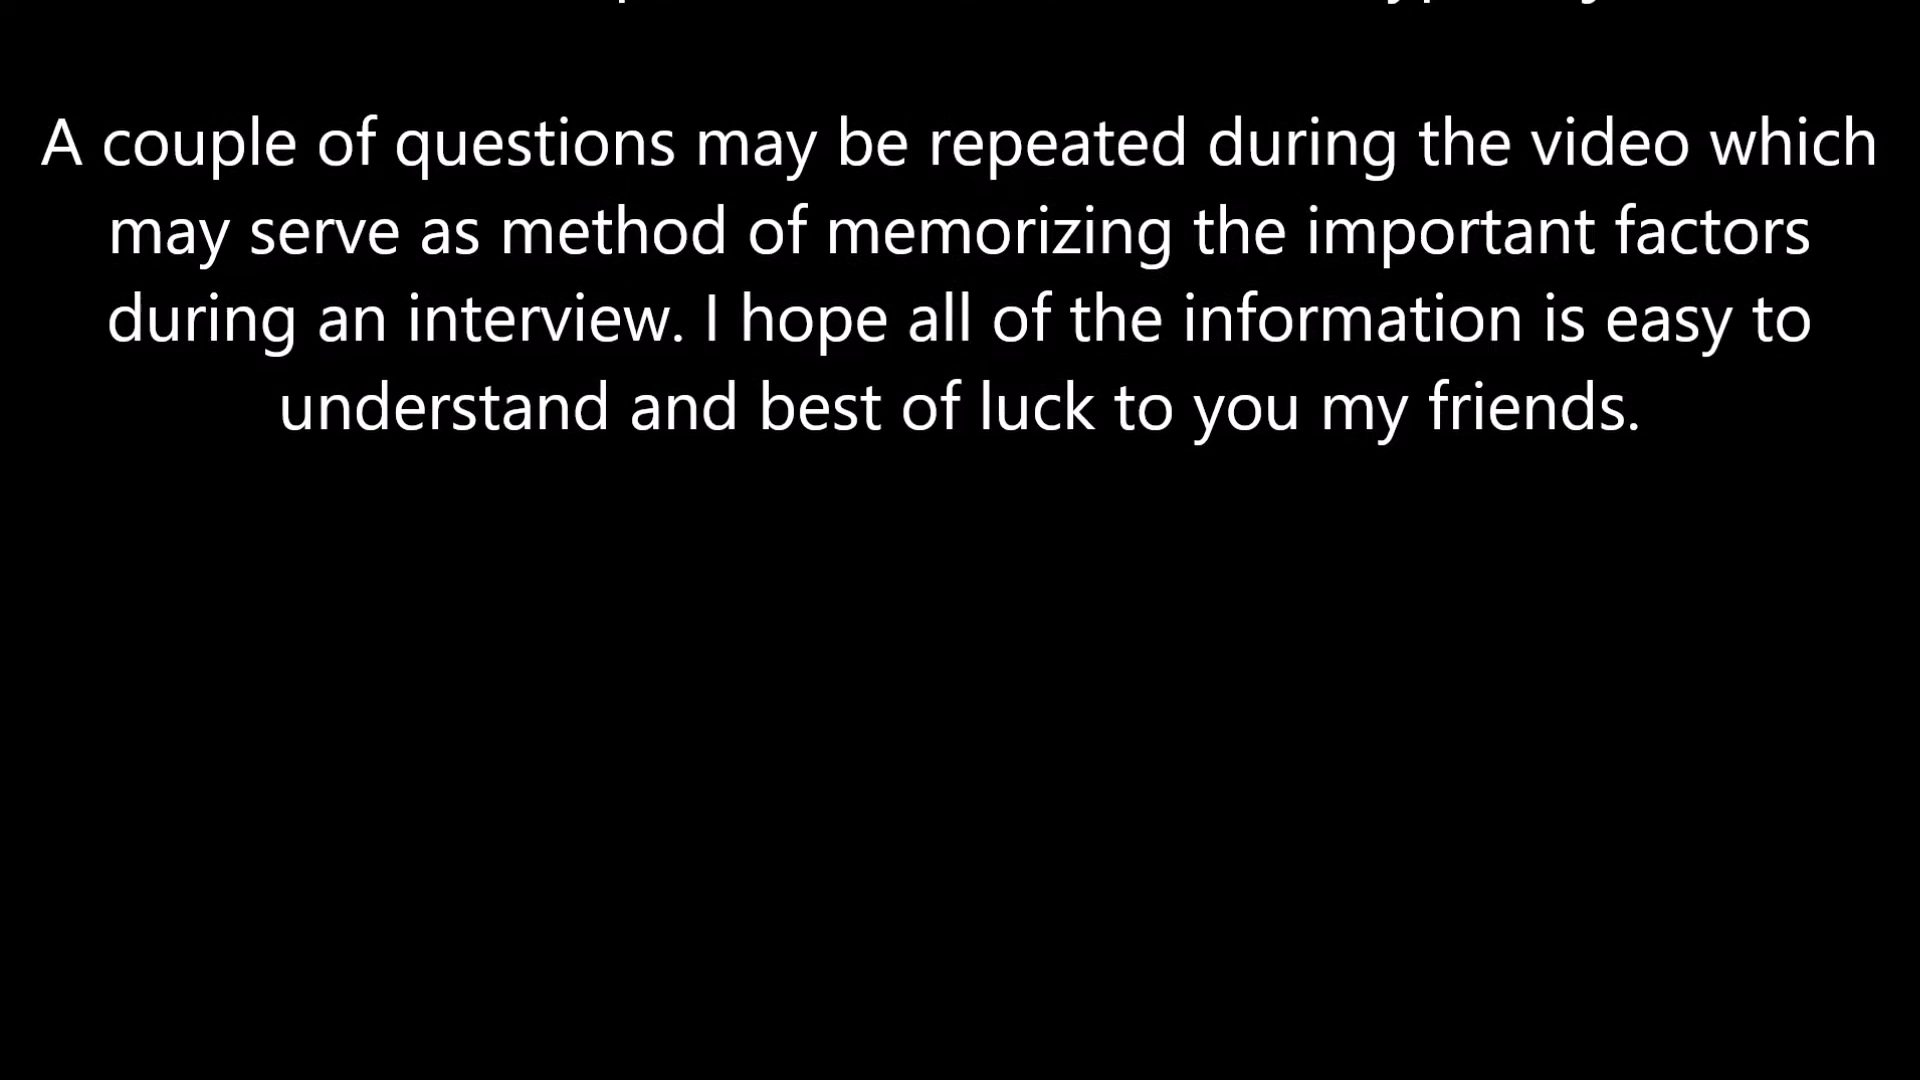 A couple of questions may be repeated during the video which
may serve as method of memorizing the important factors
during an interview. I hope all of the information is easy to
understand and best of luck to you my friends.